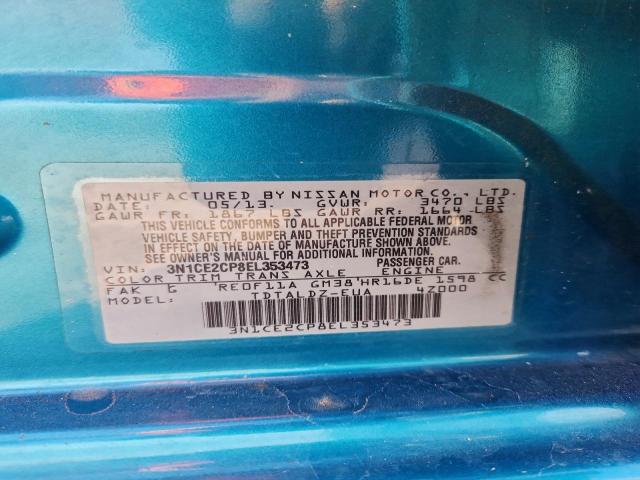 MANUFACTURED BY NISSAN MOTOR CO., LTD.
DATE: 05/13. GVWR: 3470 LBS
GAWR FR: 1867 LBS GAWR RR: 1664 LBS
THIS VEHICLE CONFORMS TO ALL APPLICABLE FEDERAL MOTOR
VEHICLE SAFETY, BUMPER AND THEFT PREVENTION STANDARDS
IN EFFECT ON THE DATE OF MANUFACTURE SHOWN ABOVE.
SEE OWNER'S MANUAL FOR ADDITIONAL INFORMATION.
VIN: 3N1CE2CP8EL353473 PASSENGER CAR.
COLOR TRIM TRANS AXLE ENGINE
FAK G RE0F11A GM38 HR16DE 1598 CC
MODEL: TDTALDZ-EUA 4Z000
3N1CE2CP8EL353473